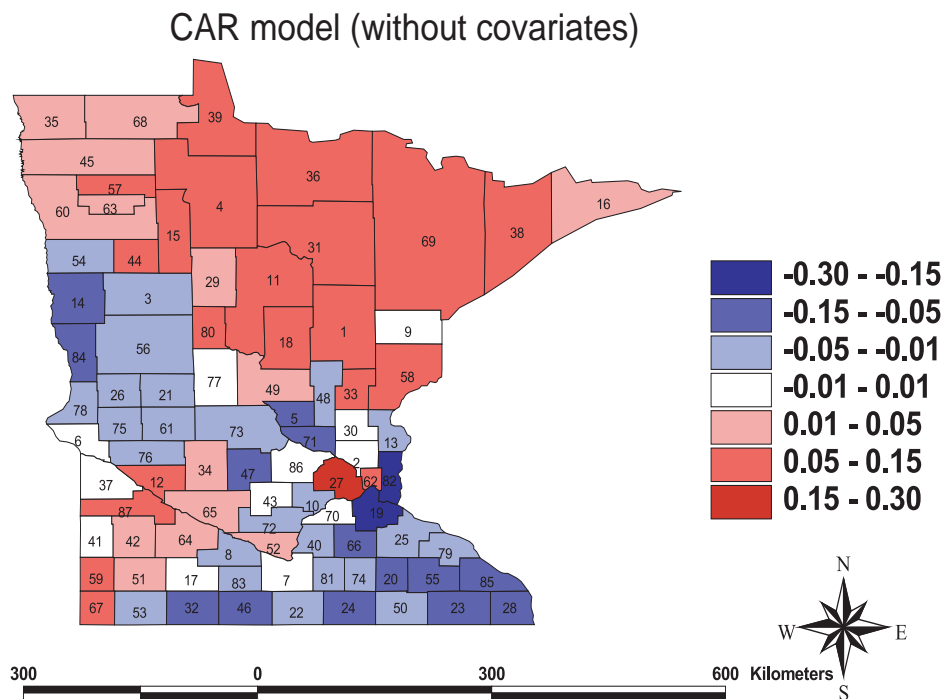 CAR model (without covariates)
39
35 68
45
36
57
16
63
60 4
15
69 38
31
54 44
29 11
3
14
80 1 9
18
56
84
77 58
49
26 21 48 33
78
5
75 61 73 30
71 13
6
76 2
34 86
47
37 12 27 62 82
43 10
87 65 70 19
72
41 42 64 52 40 66 25
8 79
59 51 17 83 7 81 74 20 55 85
67 53 32 46 22 24 50 23 28
-0.30 - -0.15
-0.15 - -0.05
-0.05 - -0.01
-0.01 - 0.01
0.01 - 0.05
0.05 - 0.15
0.15 - 0.30
N
W E
S
300 0 300 600 Kilometers